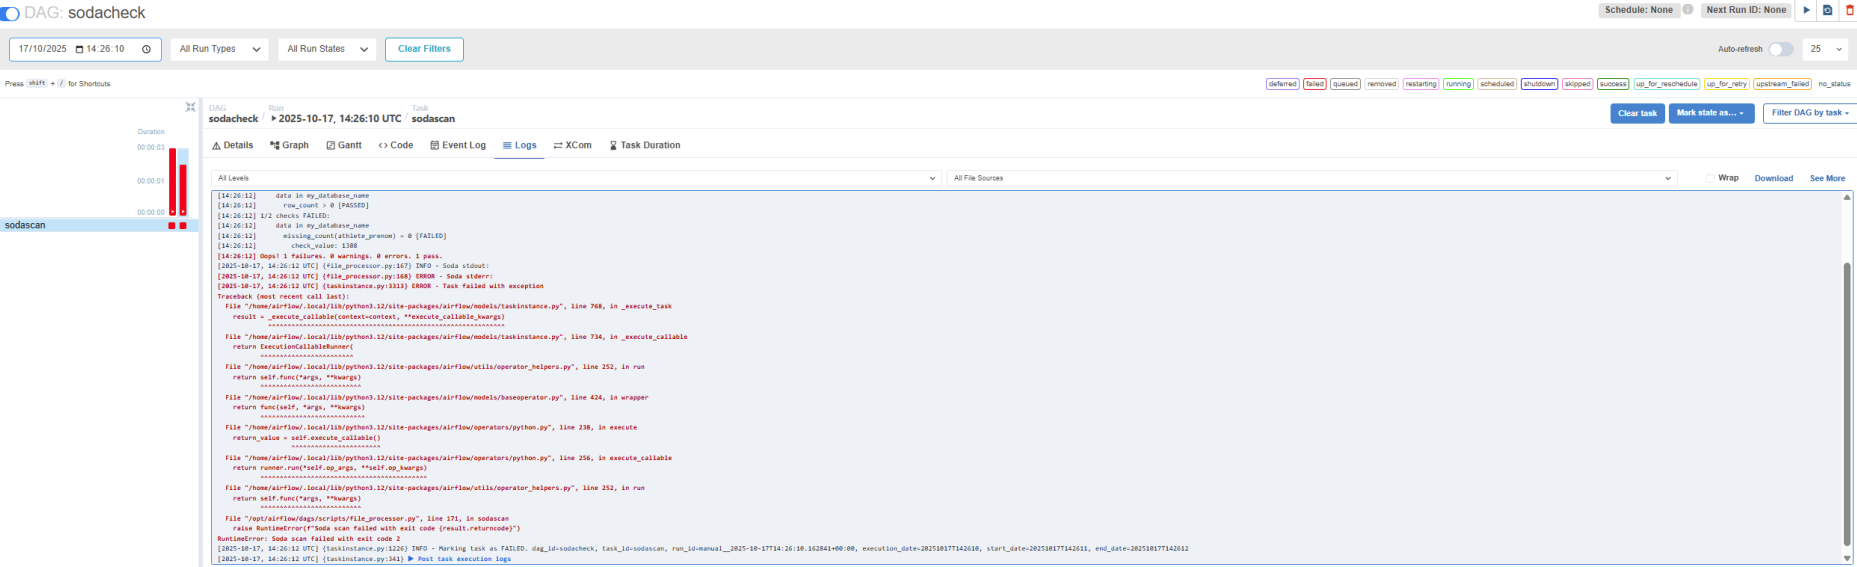 DAG: sodacheck
Schedule: None
Next Run ID: None
17/10/2025 14:26:10
All Run Types
All Run States
Clear Filters
Auto-refresh
25
Press shift + / for Shortcuts
deferred failed queued removed restarting running scheduled shutdown skipped success up_for_reschedule up_for_retry upstream_failed no_status
DAG Run Task
sodacheck / 2025-10-17, 14:26:10 UTC / sodascan
Clear task
Mark state as...
Filter DAG by task
Duration
00:00:03
00:00:01
00:00:00
sodascan
Details Graph Gantt Code Event Log Logs XCom Task Duration
All Levels
All File Sources
Wrap
Download
See More
[14:26:12] data in my_database_name
[14:26:12] row_count > 0 [PASSED]
[14:26:12] 1/2 checks FAILED:
[14:26:12] data in my_database_name
[14:26:12] missing_count(athlete_prenom) = 0 [FAILED]
[14:26:12] check_value: 1308
[14:26:12] Oops! 1 failures. 0 warnings. 0 errors. 1 pass.
[2025-10-17, 14:26:12 UTC] {file_processor.py:167} INFO - Soda stdout:
[2025-10-17, 14:26:12 UTC] {file_processor.py:168} ERROR - Soda stderr:
[2025-10-17, 14:26:12 UTC] {taskinstance.py:3313} ERROR - Task failed with exception
Traceback (most recent call last):
File "/home/airflow/.local/lib/python3.12/site-packages/airflow/models/taskinstance.py", line 768, in _execute_task
result = _execute_callable(context=context, **execute_callable_kwargs)
^^^^^^^^^^^^^^^^^^^^^^^^^^^^^^^^^^^^^^^^^^^^^^^^^^^^^^^^^^^^^
File "/home/airflow/.local/lib/python3.12/site-packages/airflow/models/taskinstance.py", line 734, in _execute_callable
return ExecutionCallableRunner(
^^^^^^^^^^^^^^^^^^^^^^^^
File "/home/airflow/.local/lib/python3.12/site-packages/airflow/utils/operator_helpers.py", line 252, in run
return self.func(*args, **kwargs)
^^^^^^^^^^^^^^^^^^^^^^^^^^
File "/home/airflow/.local/lib/python3.12/site-packages/airflow/models/baseoperator.py", line 424, in wrapper
return func(self, *args, **kwargs)
^^^^^^^^^^^^^^^^^^^^^^^^^^^
File "/home/airflow/.local/lib/python3.12/site-packages/airflow/operators/python.py", line 238, in execute
return_value = self.execute_callable()
^^^^^^^^^^^^^^^^^^^^^^^
File "/home/airflow/.local/lib/python3.12/site-packages/airflow/operators/python.py", line 256, in execute_callable
return runner.run(*self.op_args, **self.op_kwargs)
^^^^^^^^^^^^^^^^^^^^^^^^^^^^^^^^^^^^^^^^^^^
File "/home/airflow/.local/lib/python3.12/site-packages/airflow/utils/operator_helpers.py", line 252, in run
return self.func(*args, **kwargs)
^^^^^^^^^^^^^^^^^^^^^^^^^^
File "/opt/airflow/dags/scripts/file_processor.py", line 171, in sodascan
raise RuntimeError(f"Soda scan failed with exit code {result.returncode}")
RuntimeError: Soda scan failed with exit code 2
[2025-10-17, 14:26:12 UTC] {taskinstance.py:1226} INFO - Marking task as FAILED. dag_id=sodacheck, task_id=sodascan, run_id=manual__2025-10-17T14:26:10.162841+00:00, execution_date=20251017T142610, start_date=20251017T142611, end_date=20251017T142612
[2025-10-17, 14:26:12 UTC] {taskinstance.py:341} ▶ Post task execution logs